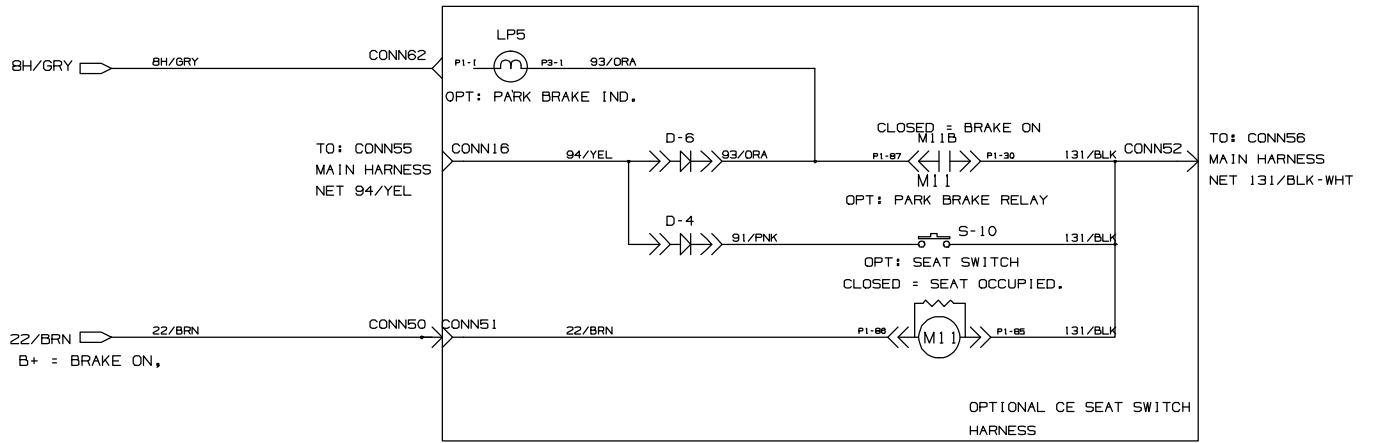 LP5
8H/GRY
8H/GRY
CONN62
P1-1
P3-1
93/ORA
OPT: PARK BRAKE IND.
CLOSED = BRAKE ON
M11B
TO: CONN55
MAIN HARNESS
NET 94/YEL
CONN16
94/YEL
D-6
93/ORA
P1-87
P1-30
131/BLK
CONN52
TO: CONN56
MAIN HARNESS
NET 131/BLK-WHT
M11
OPT: PARK BRAKE RELAY
D-4
91/PNK
S-10
131/BLK
OPT: SEAT SWITCH
CLOSED = SEAT OCCUPIED.
22/BRN
22/BRN
CONN50
CONN51
22/BRN
P1-86
M11
P1-85
131/BLK
B+ = BRAKE ON,
OPTIONAL CE SEAT SWITCH
HARNESS